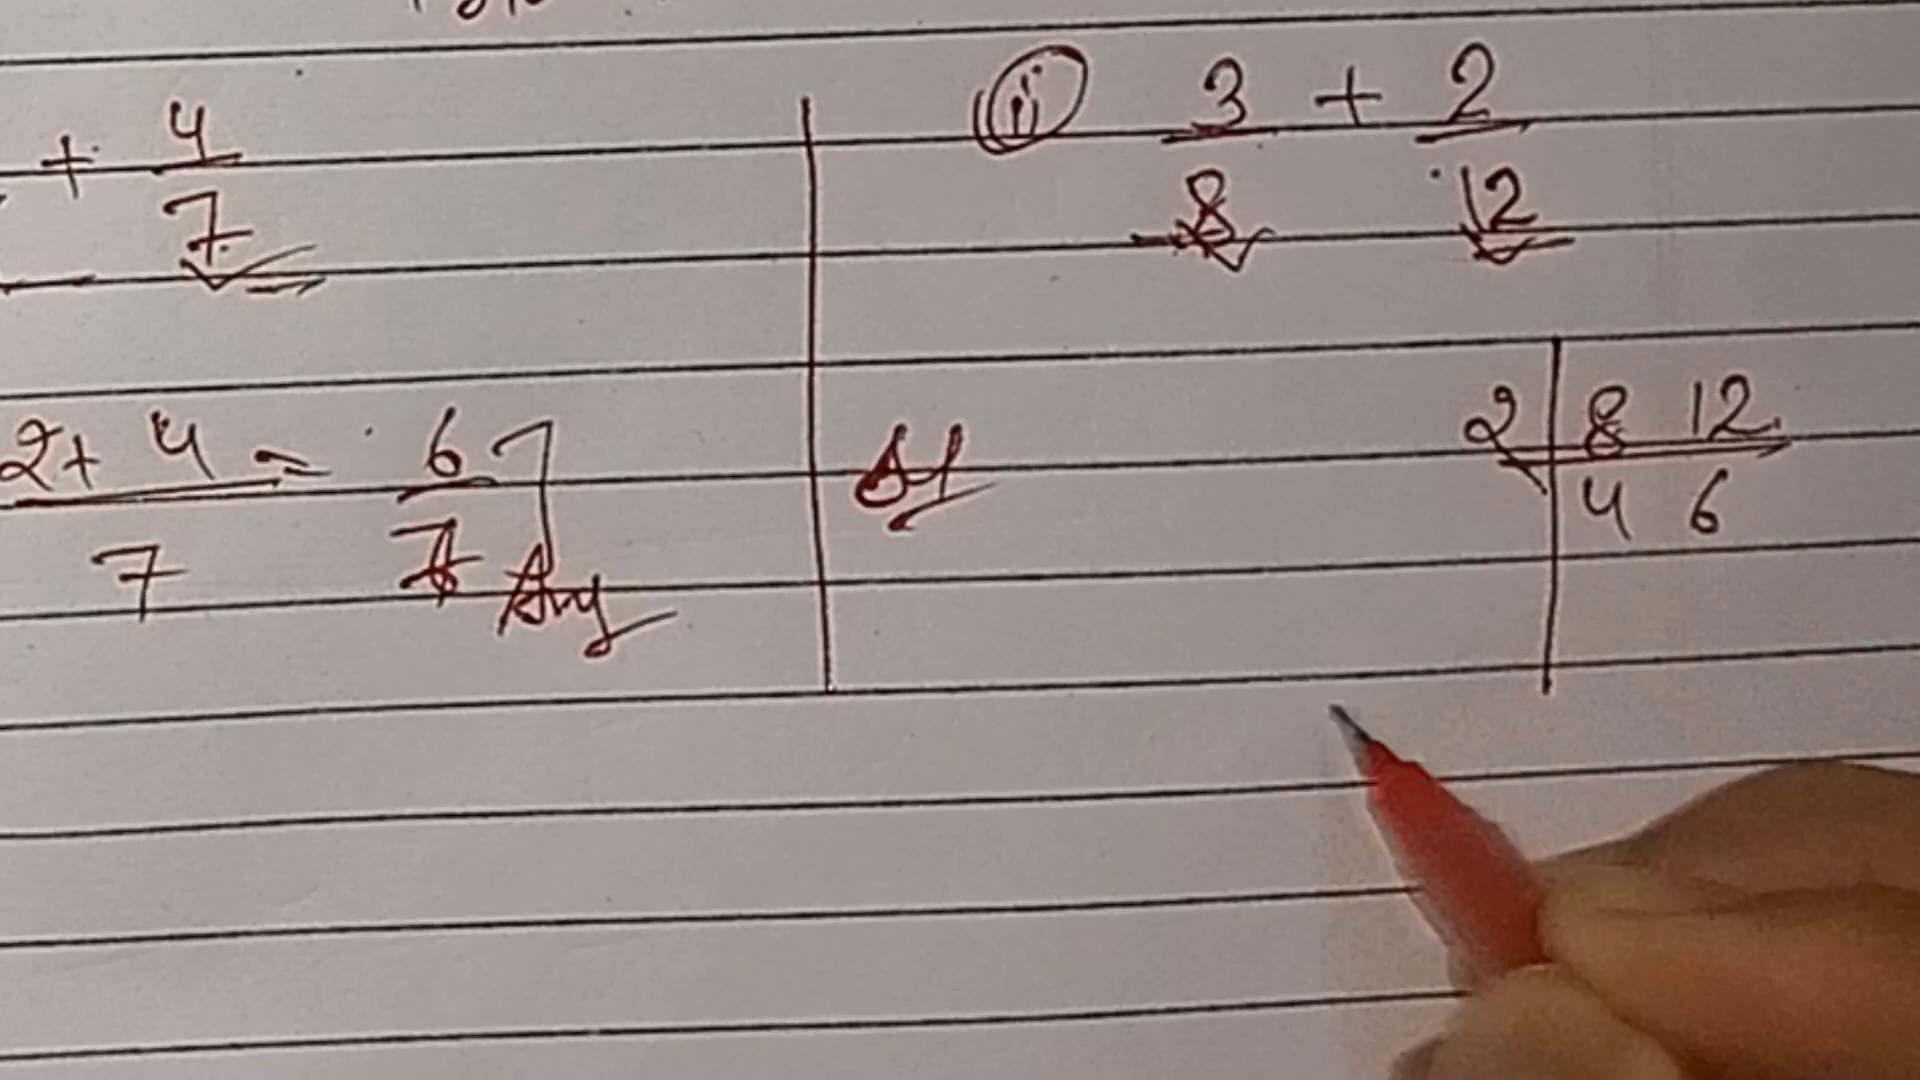 + 4/7
2+4/7 = 6/7 Ans
(ii) 3/8 + 2/12
2 | 8 12
4 6